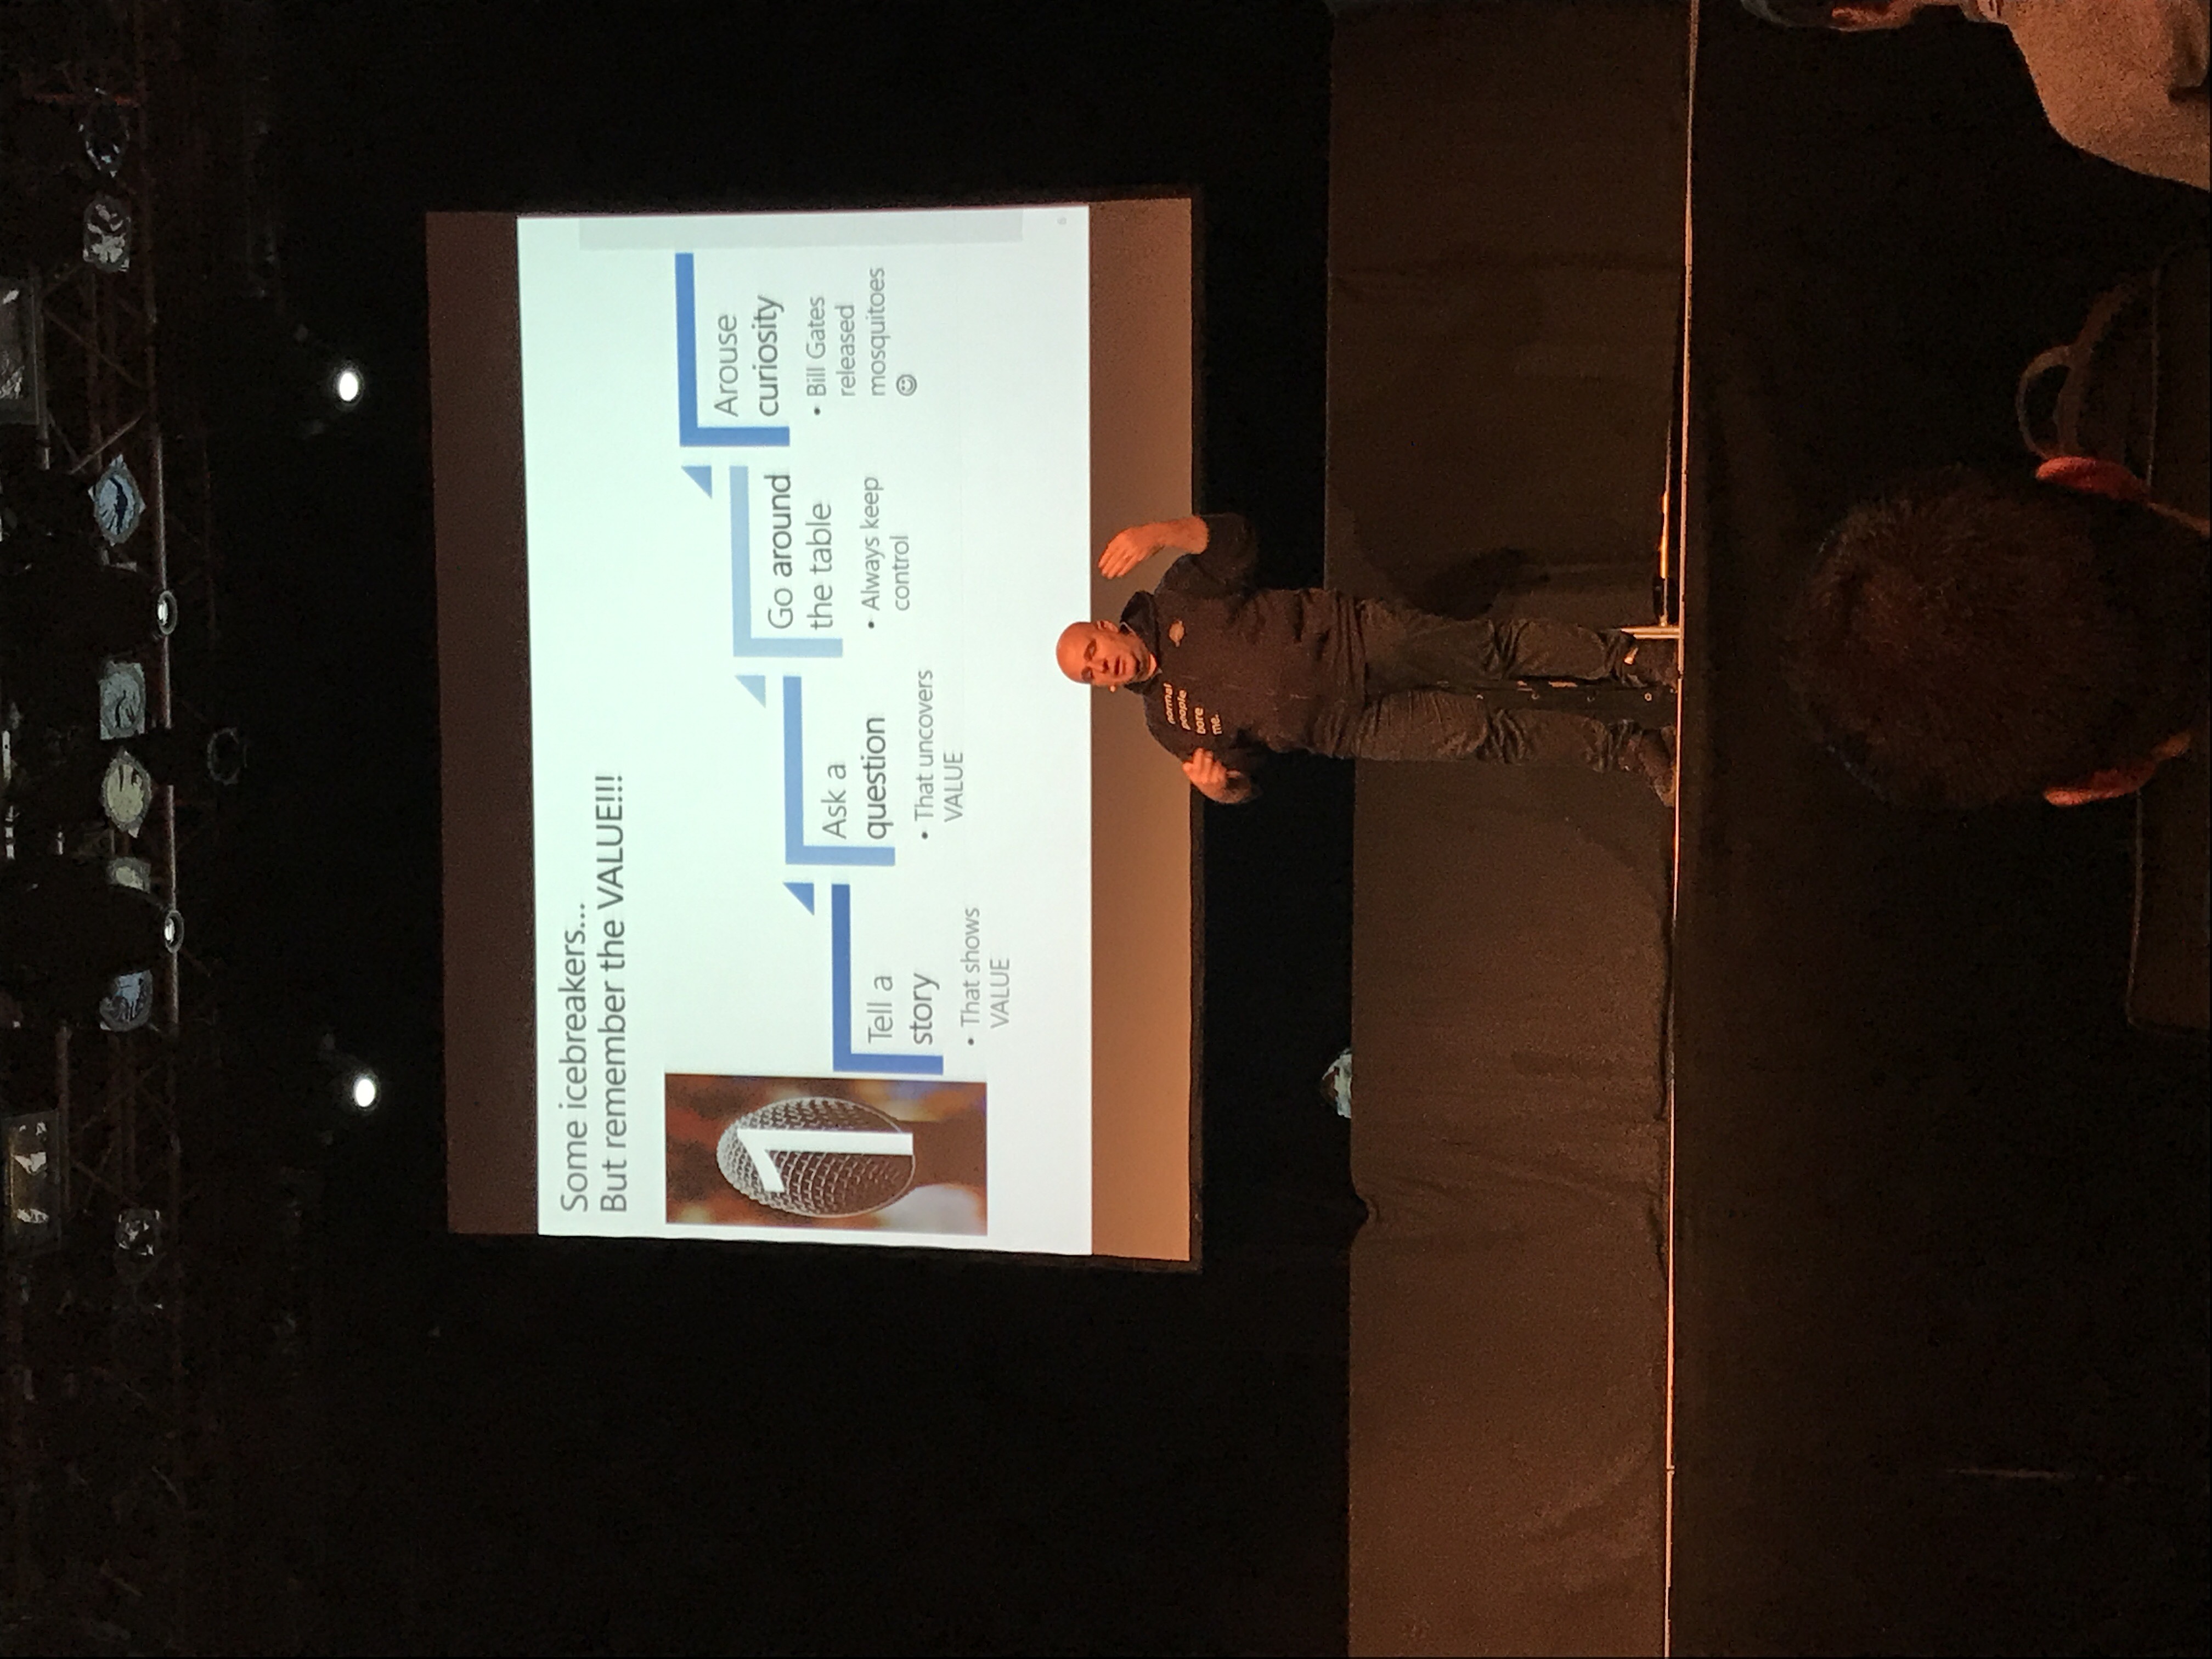 Some icebreakers...
But remember the VALUE!!!
1
Tell a
story
• That shows
VALUE
Ask a
question
• That uncovers
VALUE
Go around
the table
• Always keep
control
Arouse
curiosity
• Bill Gates
released
mosquitoes
☺
6
normal
people
bore
me.